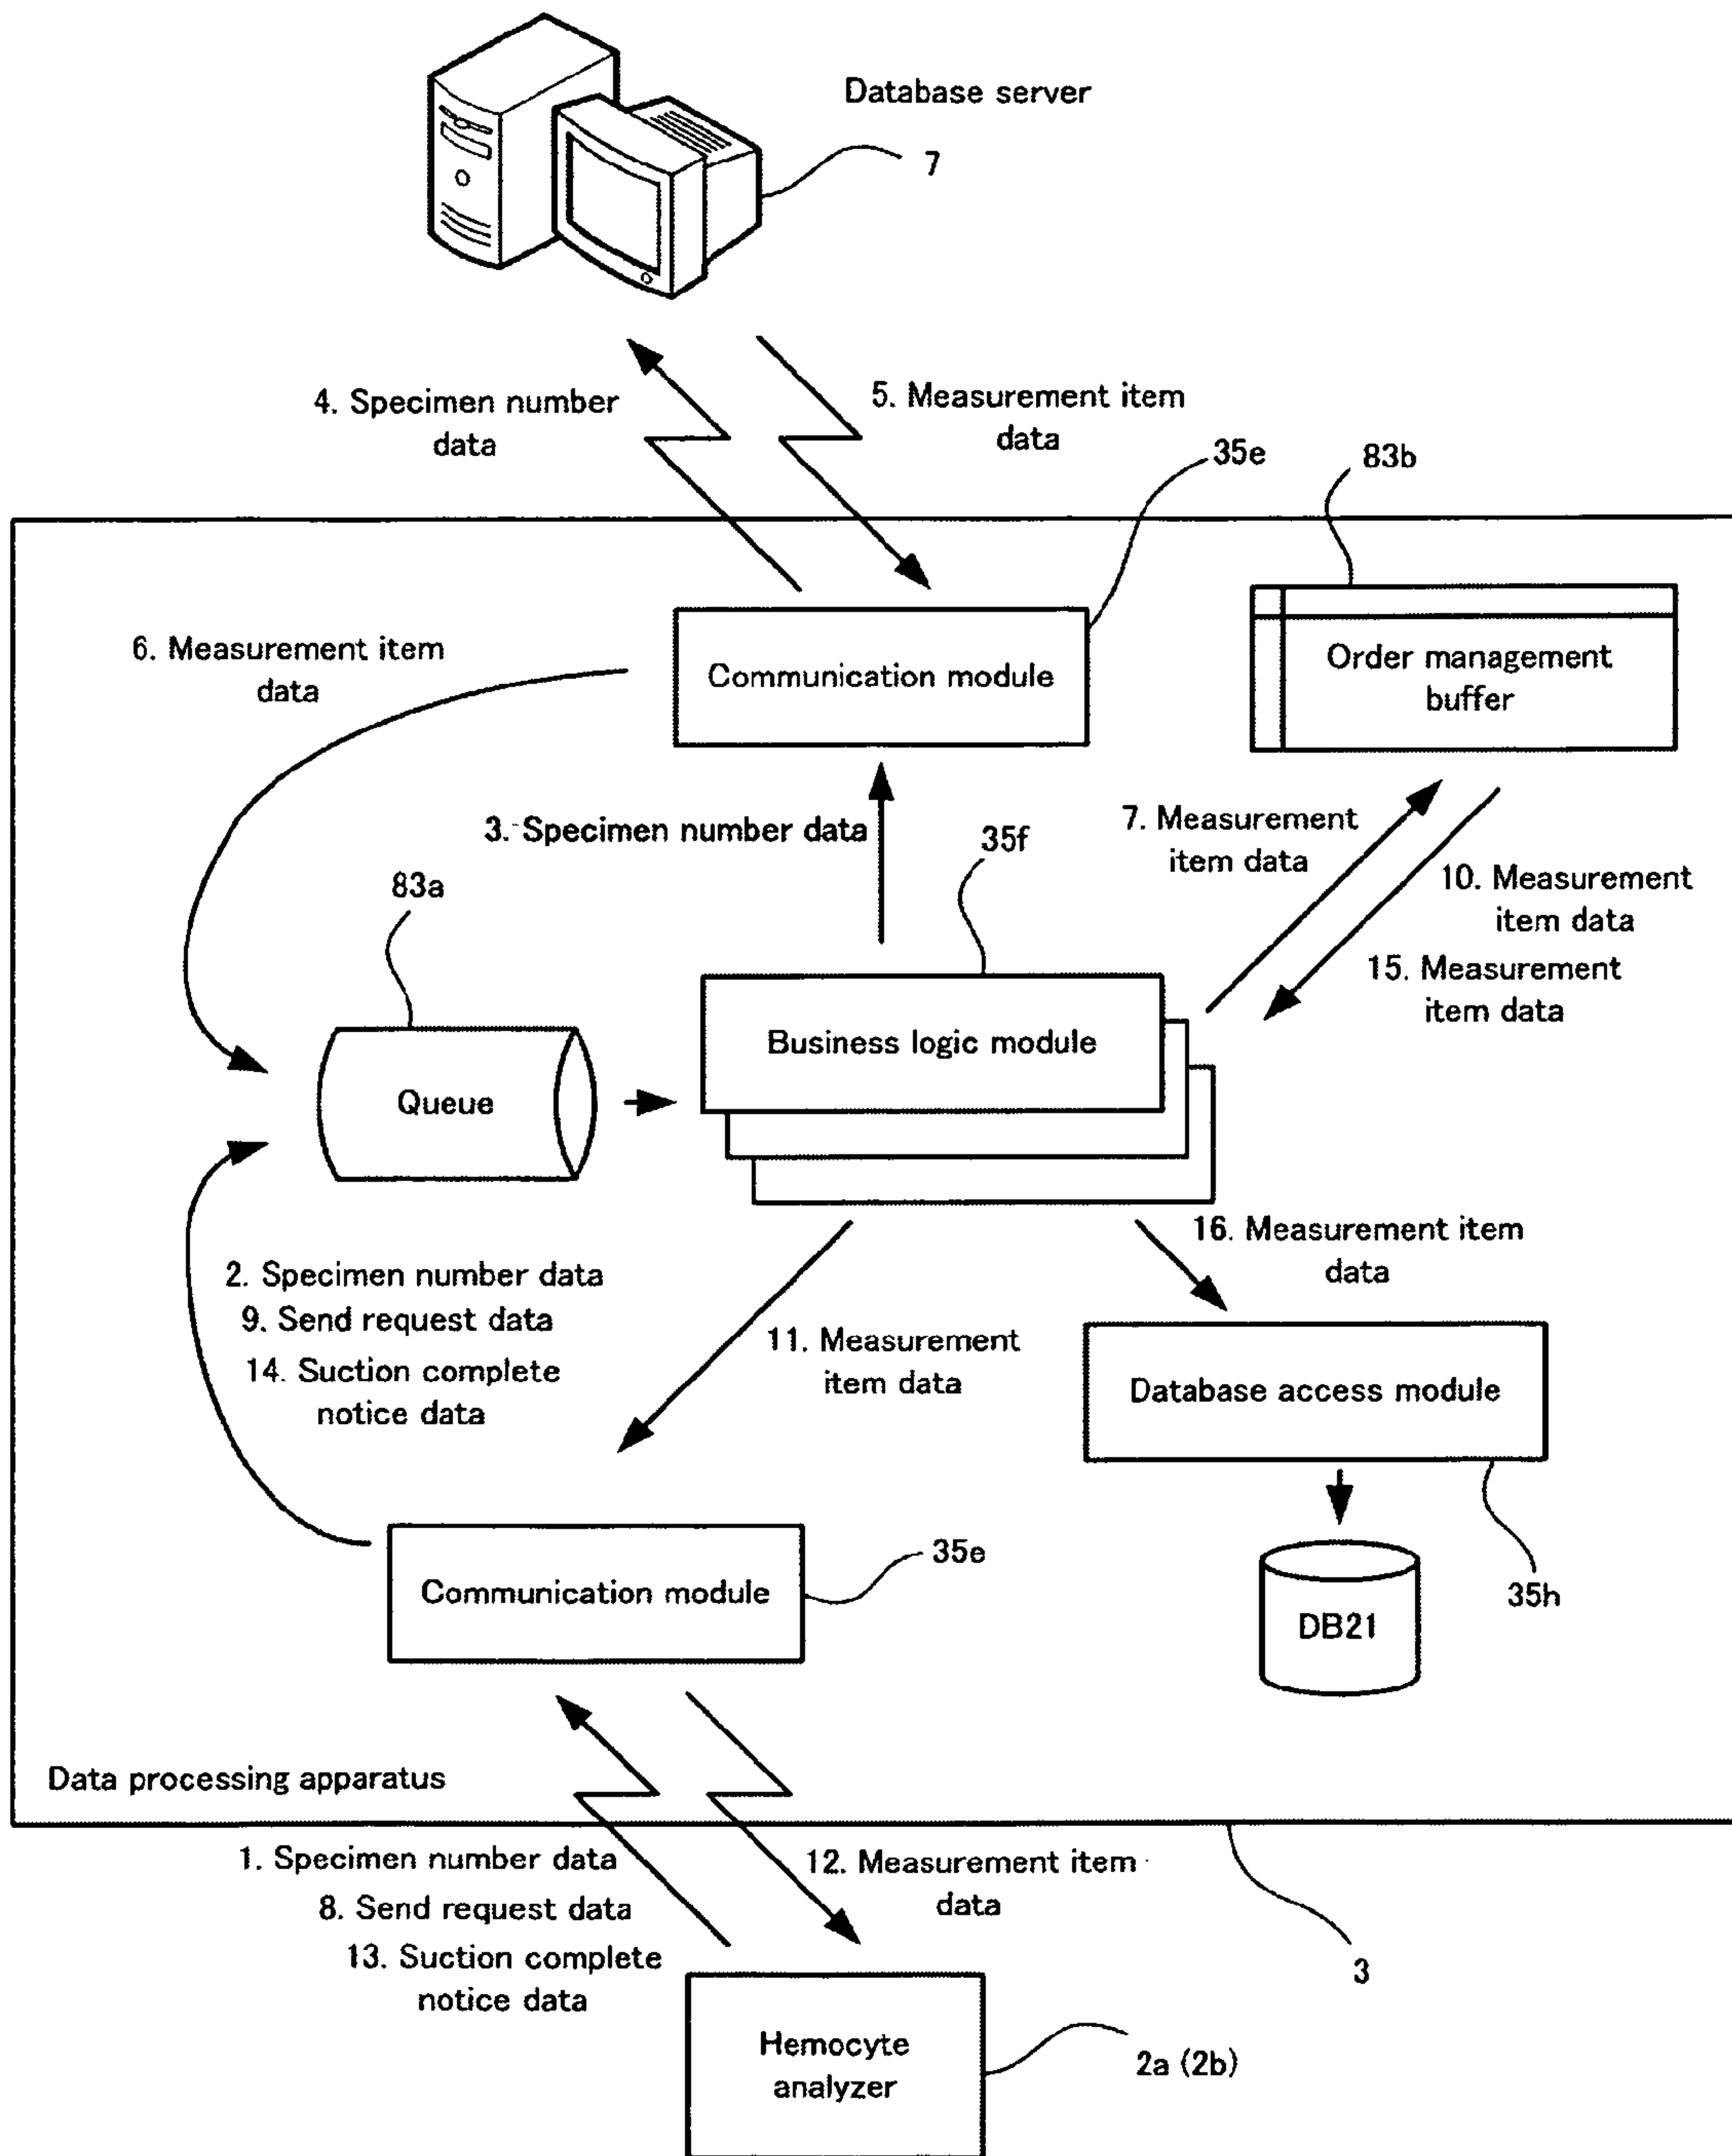 Database server
7
4. Specimen number
data
5. Measurement item
data
35e
83b
6. Measurement item
data
Communication module
Order management
buffer
3. Specimen number data
35f
7. Measurement
item data
10. Measurement
item data
15. Measurement
item data
83a
Queue
Business logic module
2. Specimen number data
9. Send request data
14. Suction complete
notice data
11. Measurement
item data
16. Measurement item
data
Database access module
35h
DB21
Communication module
35e
Data processing apparatus
1. Specimen number data
8. Send request data
13. Suction complete
notice data
12. Measurement item
data
3
Hemocyte
analyzer
2a (2b)